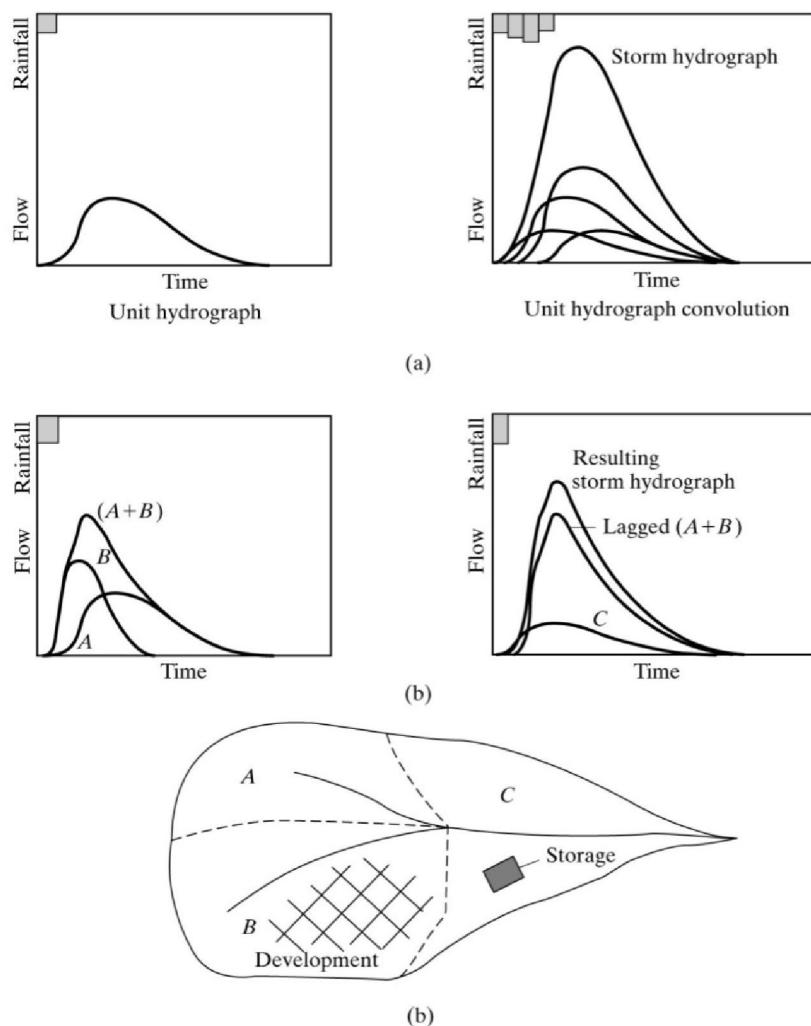 Rainfall
Flow
Time
Unit hydrograph
Rainfall
Flow
Storm hydrograph
Time
Unit hydrograph convolution
(a)
Rainfall
Flow
(A+B)
B
A
Time
Rainfall
Flow
Resulting
storm hydrograph
Lagged (A+B)
C
Time
(b)
A
C
Storage
B
Development
(b)